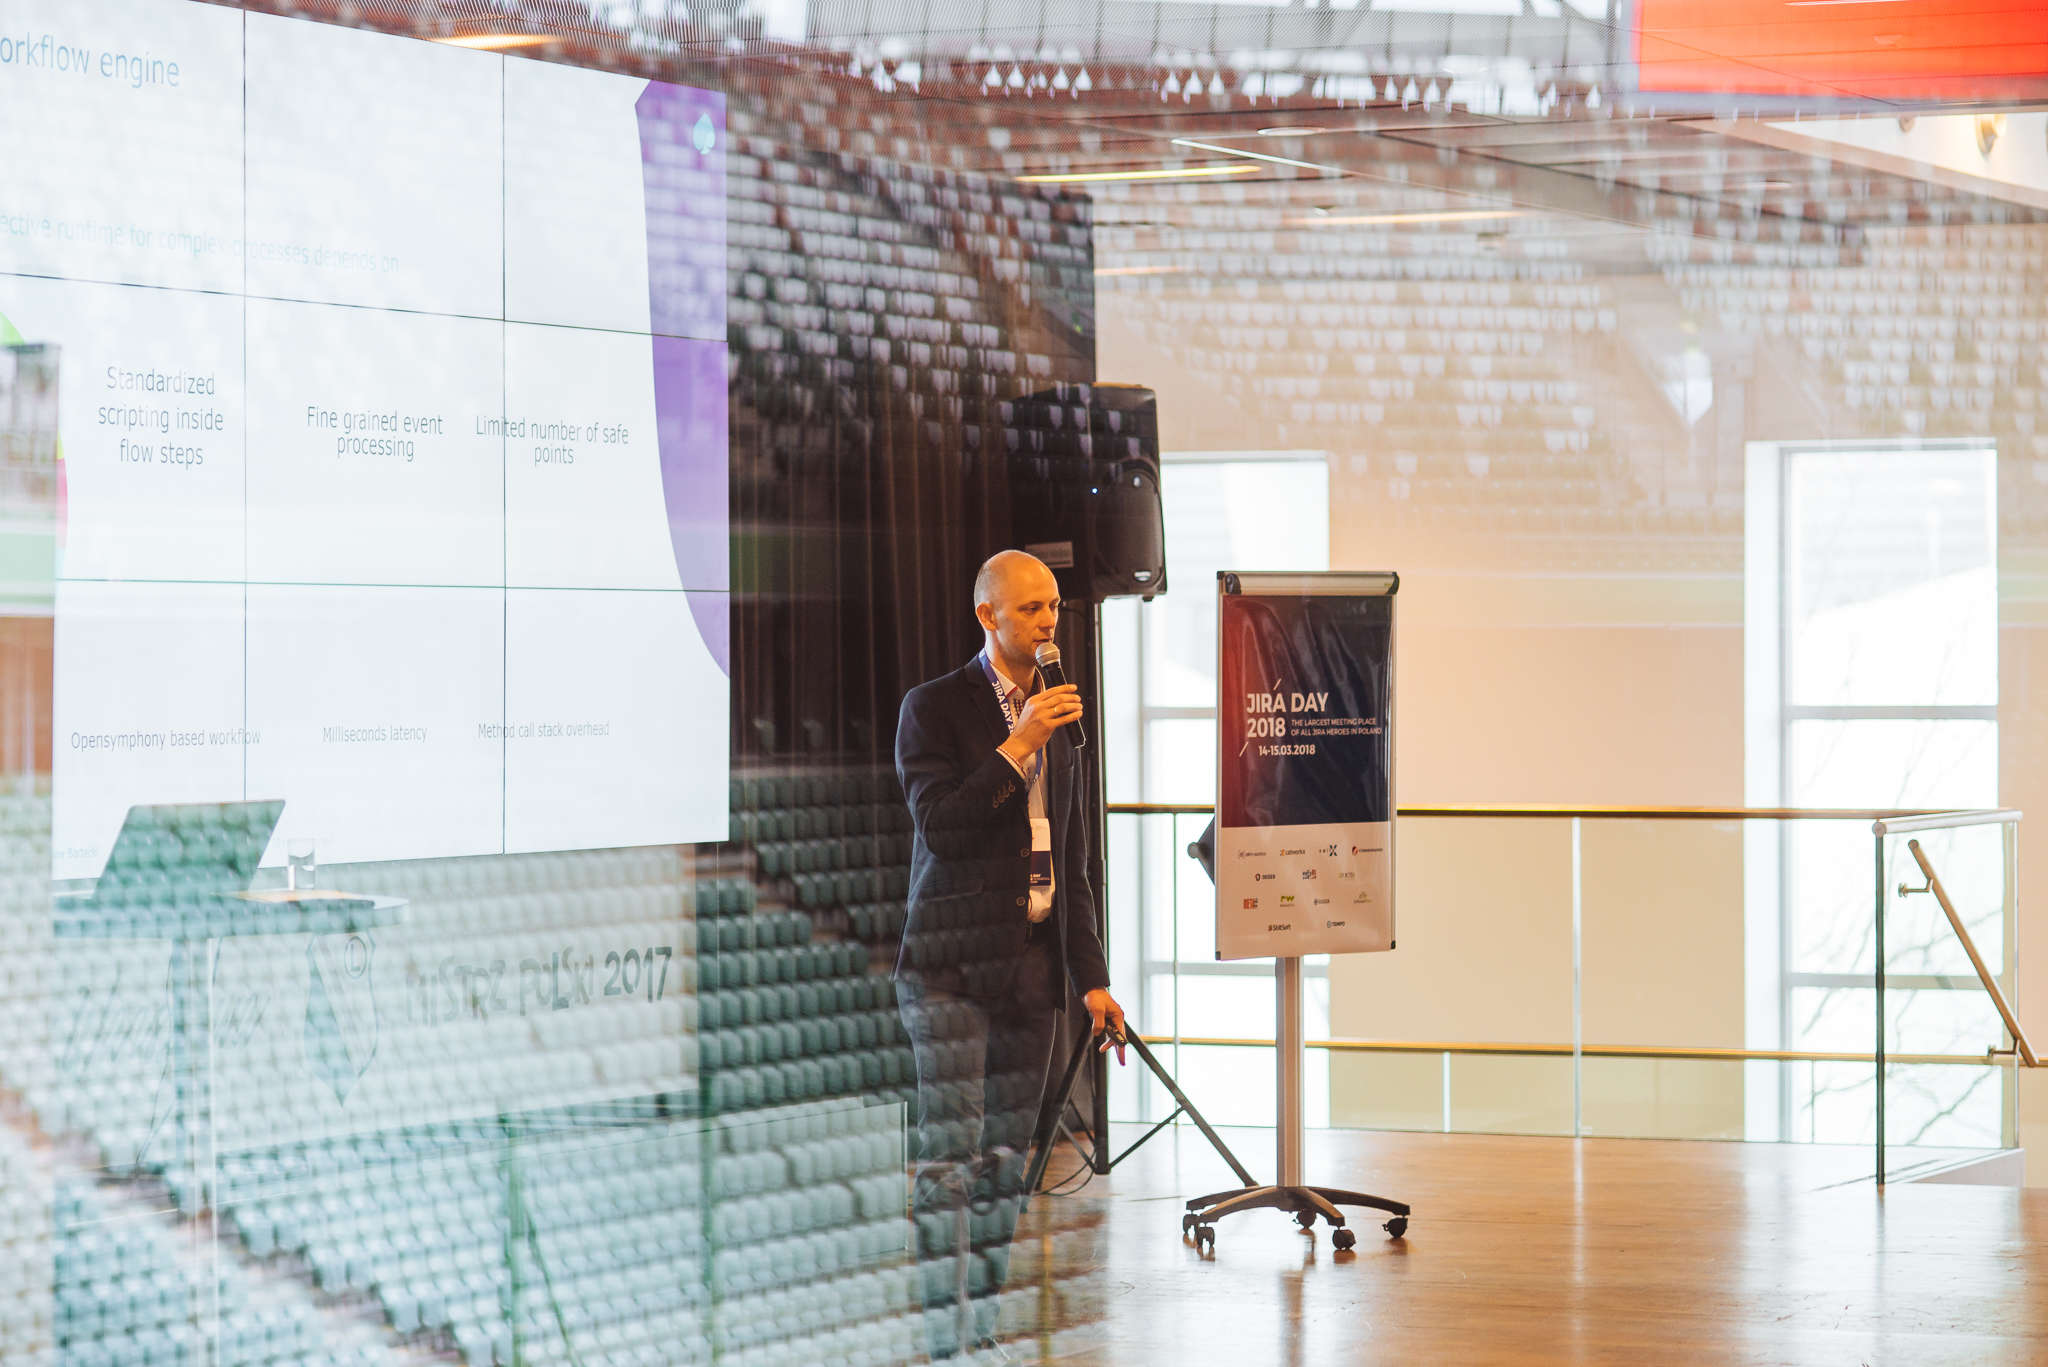 orkflow engine
ective runtime for complex processes depends on
Standardized
scripting inside
flow steps
Fine grained event
processing
Limited number of safe
points
Opensymphony based workflow
Milliseconds latency
Method call stack overhead
MISTRZ POLSKI 2017
JIRA DAY
JIRA DAY
2018 THE LARGEST MEETING PLACE
OF ALL JIRA HEROES IN POLAND
14-15.03.2018